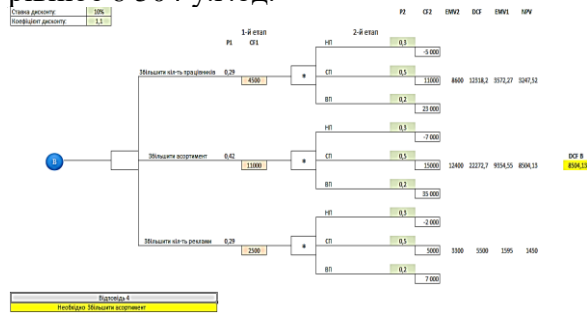 Ставка дисконту: 10%
Коефіцієнт дисконту: 1,1
P2 CF2 EMV2 DCF EMV1 NPV
1-й етап 2-й етап
P1 CF1
НП 0,3
-5 000
Збільшити кіл-ть працівників 0,29
4500
СП 0,5
11000 8600 12318,2 3572,27 3247,52
ВП 0,2
23 000
НП 0,3
-7 000
В
Збільшити асортимент 0,42
11000
СП 0,5
15000 12400 22272,7 9354,55 8504,13
DCF B
8504,13
ВП 0,2
35 000
НП 0,3
-2 000
Збільшити кіл-ть реклами 0,29
2500
СП 0,5
5000 3300 5500 1595 1450
ВП 0,2
7 000
Відповідь 4
Необхідно Збільшити асортимент